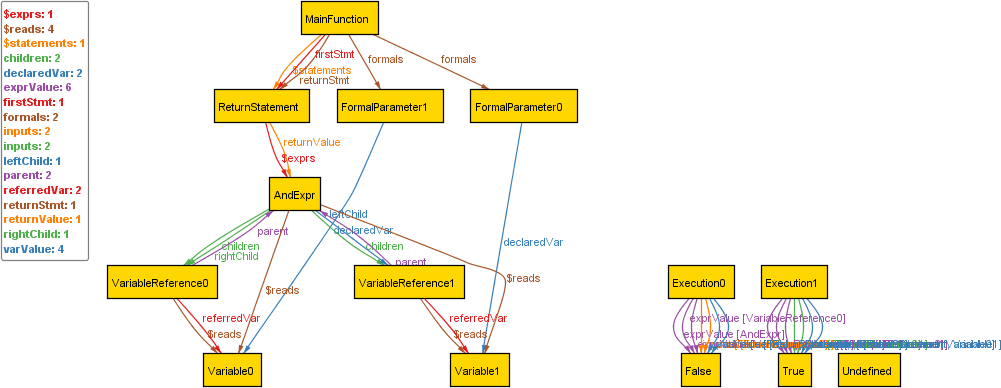 $exprs: 1
$reads: 4
$statements: 1
children: 2
declaredVar: 2
exprValue: 6
firstStmt: 1
formals: 2
inputs: 2
inputs: 2
leftChild: 1
parent: 2
referredVar: 2
returnStmt: 1
returnValue: 1
rightChild: 1
varValue: 4
MainFunction
firstStmt
formals
formals
$statements
returnStmt
ReturnStatement
FormalParameter1
FormalParameter0
returnValue
$exprs
AndExpr
leftChild
parent
declaredVar
declaredVar
children
children
rightChild
parent
VariableReference0
VariableReference1
$reads
$reads
Execution0
Execution1
referredVar
referredVar
$reads
$reads
exprValue [VariableReference0]
exprValue [AndExpr]
Variable0
Variable1
False
True
Undefined